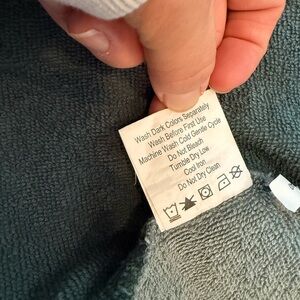 Wash Dark Colors Separately
Wash Before First Use
Machine Wash Cold Gentle Cycle
Do Not Bleach
Tumble Dry Low
Cool Iron
Do Not Dry Clean